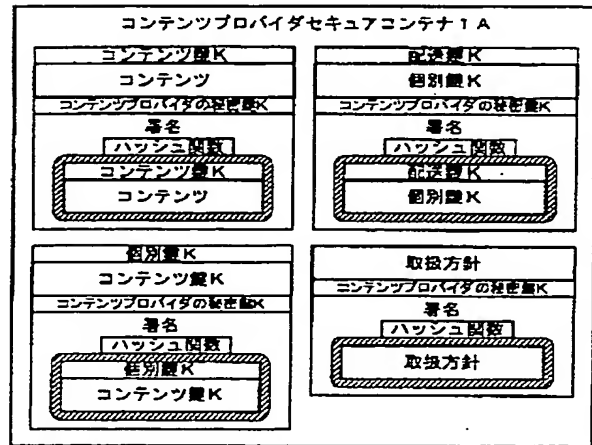 コンテンツプロバイダセキュアコンテナ1A
コンテンツ鍵K
コンテンツ
コンテンツプロバイダの秘密鍵K
署名
ハッシュ関数
コンテンツ鍵K
コンテンツ
配送鍵K
個別鍵K
コンテンツプロバイダの秘密鍵K
署名
ハッシュ関数
配送鍵K
個別鍵K
個別鍵K
コンテンツ鍵K
コンテンツプロバイダの秘密鍵K
署名
ハッシュ関数
個別鍵K
コンテンツ鍵K
取扱方針
コンテンツプロバイダの秘密鍵K
署名
ハッシュ関数
取扱方針